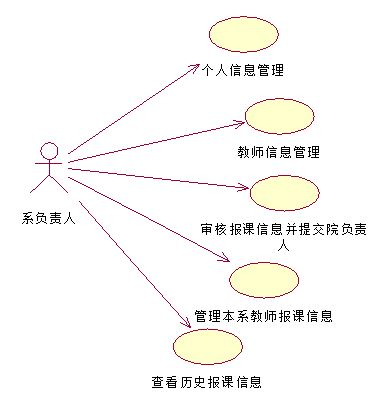 个人信息管理
教师信息管理
系负责人
审核报课信息并提交院负责
人
管理本系教师报课信息
查看历史报课信息